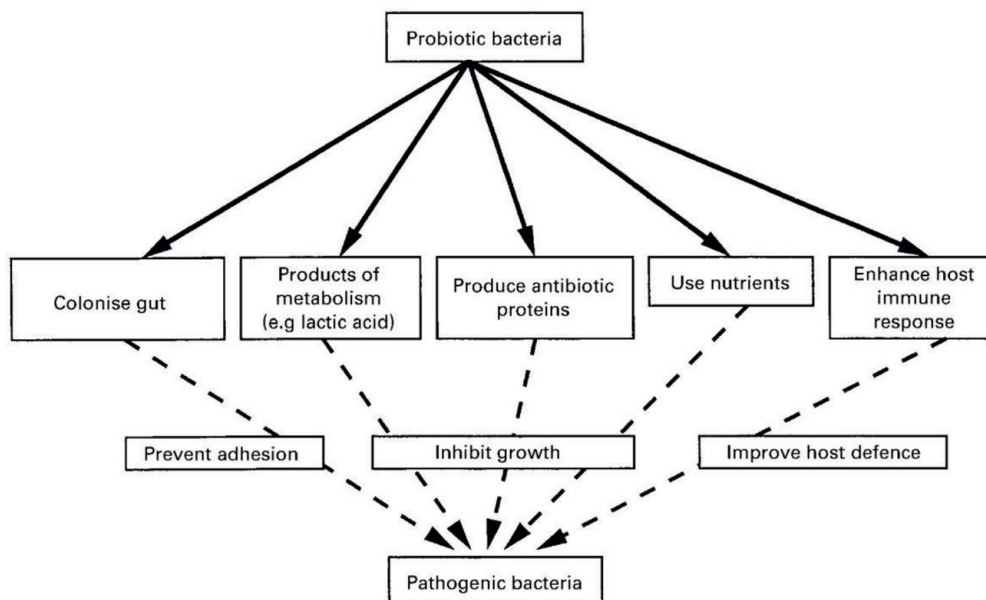 Probiotic bacteria
Colonise gut
Products of
metabolism
(e.g lactic acid)
Produce antibiotic
proteins
Use nutrients
Enhance host
immune
response
Prevent adhesion
Inhibit growth
Improve host defence
Pathogenic bacteria